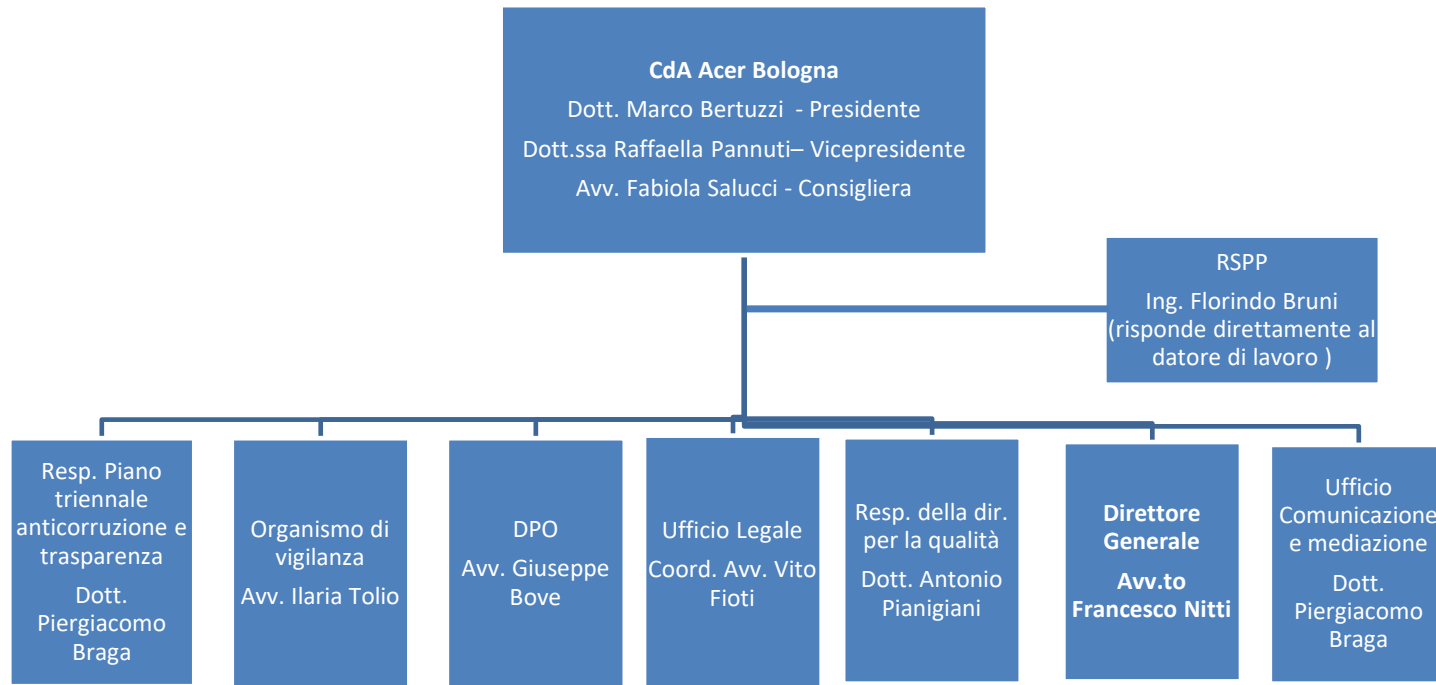 CdA Acer Bologna
Dott. Marco Bertuzzi - Presidente
Dott.ssa Raffaella Pannuti– Vicepresidente
Avv. Fabiola Salucci - Consigliera
RSPP
Ing. Florindo Bruni
(risponde direttamente al
datore di lavoro )
Resp. Piano
triennale
anticorruzione e
trasparenza
Dott.
Piergiacomo
Braga
Organismo di
vigilanza
Avv. Ilaria Tolio
DPO
Avv. Giuseppe
Bove
Ufficio Legale
Coord. Avv. Vito
Fioti
Resp. della dir.
per la qualità
Dott. Antonio
Pianigiani
Direttore
Generale
Avv.to
Francesco Nitti
Ufficio
Comunicazione
e mediazione
Dott.
Piergiacomo
Braga